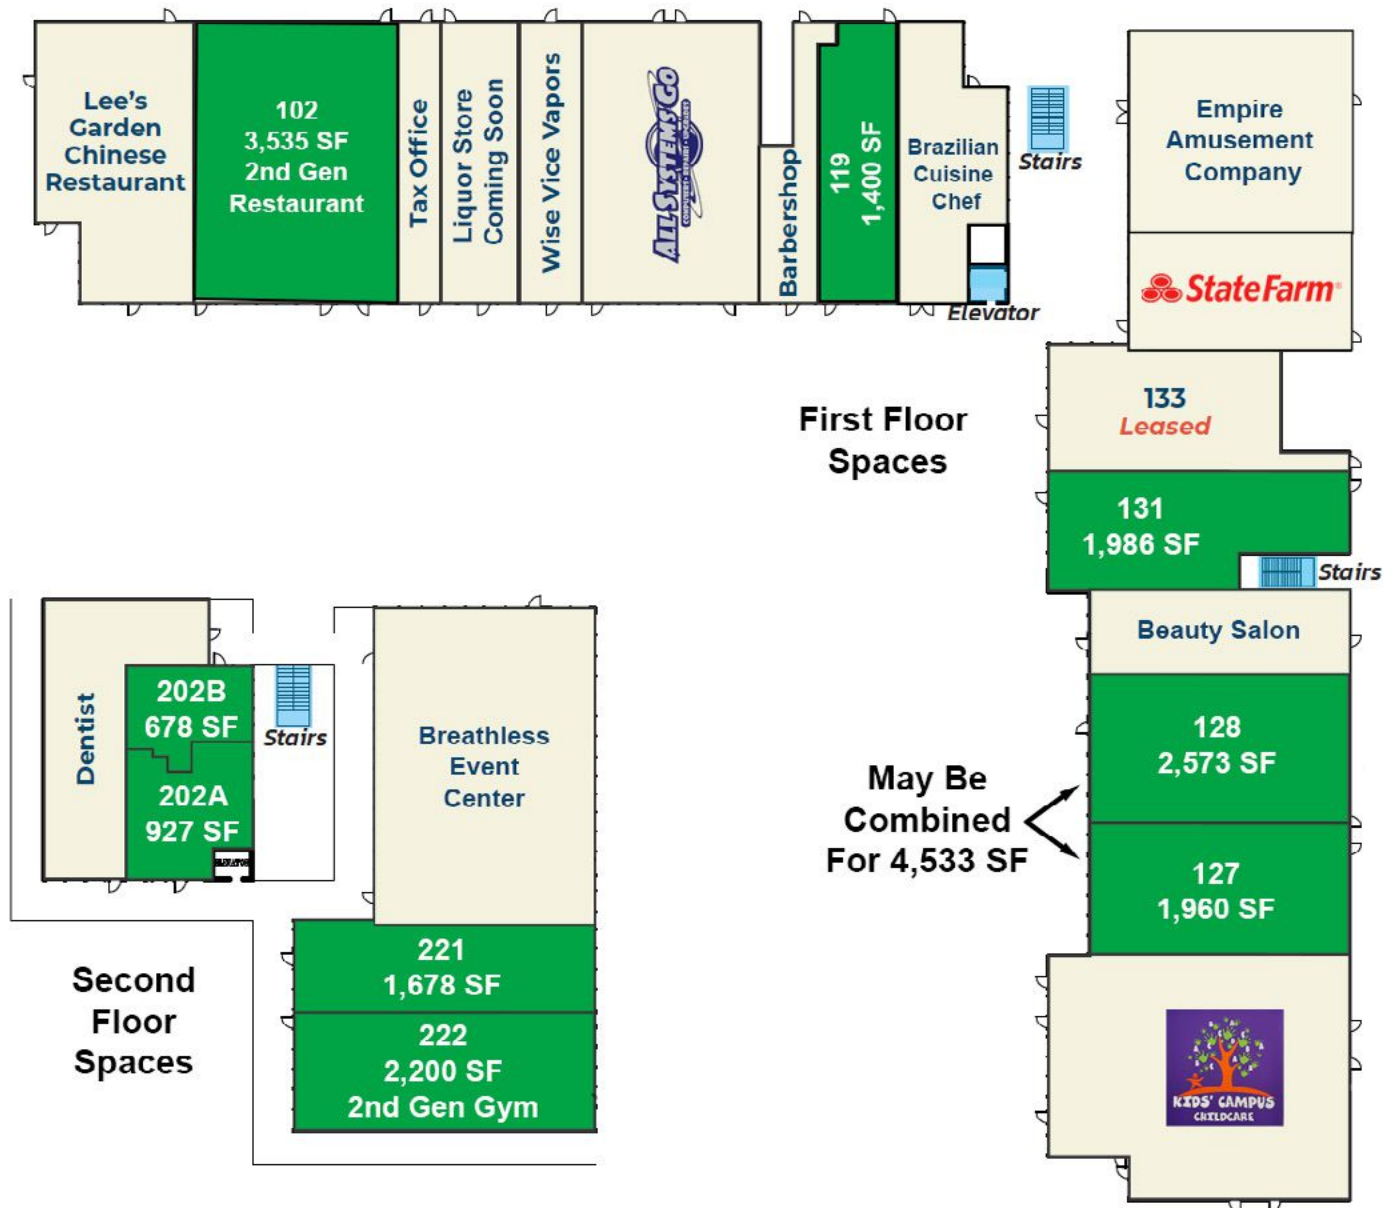 Lee's
Garden
Chinese
Restaurant
102
3,535 SF
2nd Gen
Restaurant
Tax Office
Liquor Store
Coming Soon
Wise Vice Vapors
ALL SYSTEMS GO
Barbershop
119
1,400 SF
Brazilian
Cuisine
Chef
Elevator
Stairs
Empire
Amusement
Company
StateFarm
133
Leased
First Floor
Spaces
131
1,986 SF
Stairs
Beauty Salon
128
2,573 SF
May Be
Combined
For 4,533 SF
127
1,960 SF
KIDS' CAMPUS
CHILDCARE
Dentist
202B
678 SF
202A
927 SF
Stairs
Breathless
Event
Center
221
1,678 SF
222
2,200 SF
2nd Gen Gym
Second
Floor
Spaces